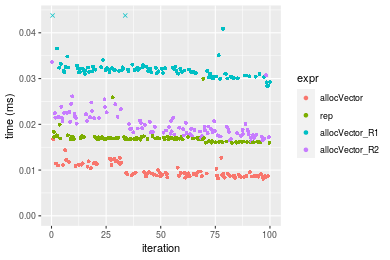 0.04
0.03
0.02
0.01
0.00
time (ms)
0
25
50
75
100
iteration
expr
allocVector
rep
allocVector_R1
allocVector_R2